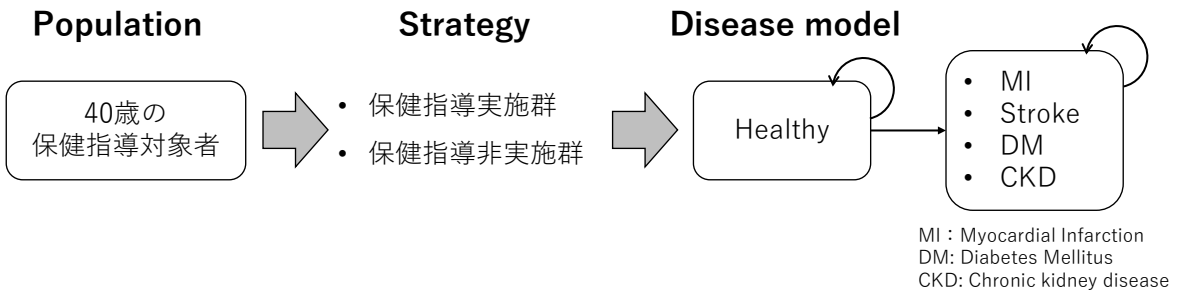 Population
Strategy
Disease model
40歳の
保健指導対象者
• 保健指導実施群
• 保健指導非実施群
Healthy
• MI
• Stroke
• DM
• CKD
MI：Myocardial Infarction
DM: Diabetes Mellitus
CKD: Chronic kidney disease